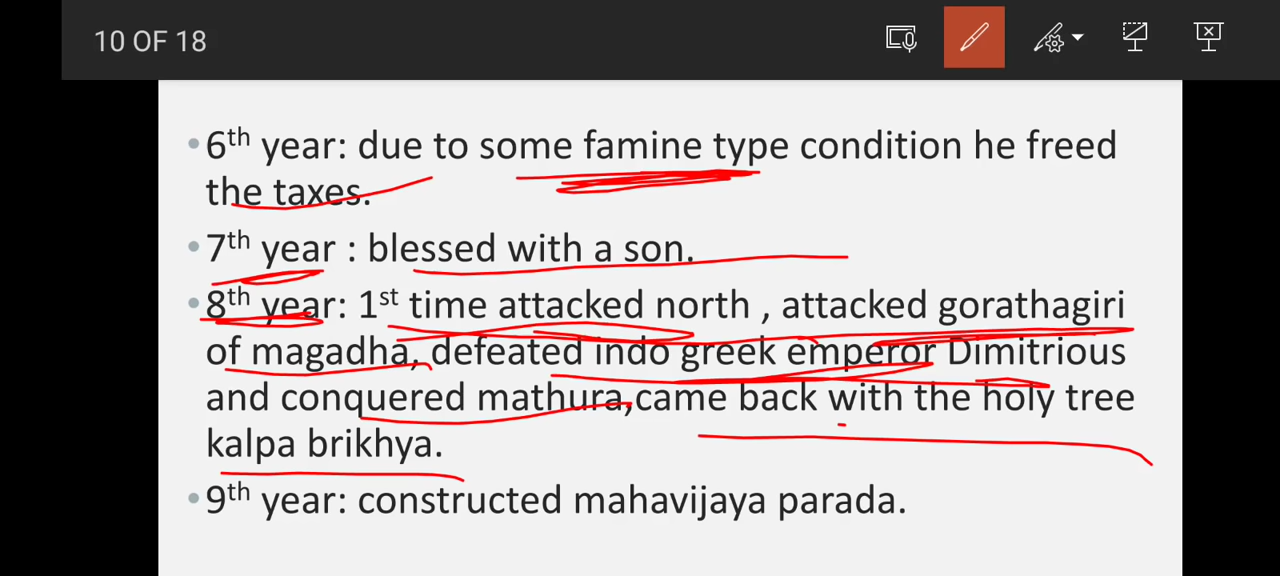 10 OF 18
6th year: due to some famine type condition he freed
the taxes.
7th year : blessed with a son.
8th year: 1st time attacked north , attacked gorathagiri
of magadha, defeated indo greek emperor Dimitrious
and conquered mathura,came back with the holy tree
kalpa brikhya.
9th year: constructed mahavijaya parada.